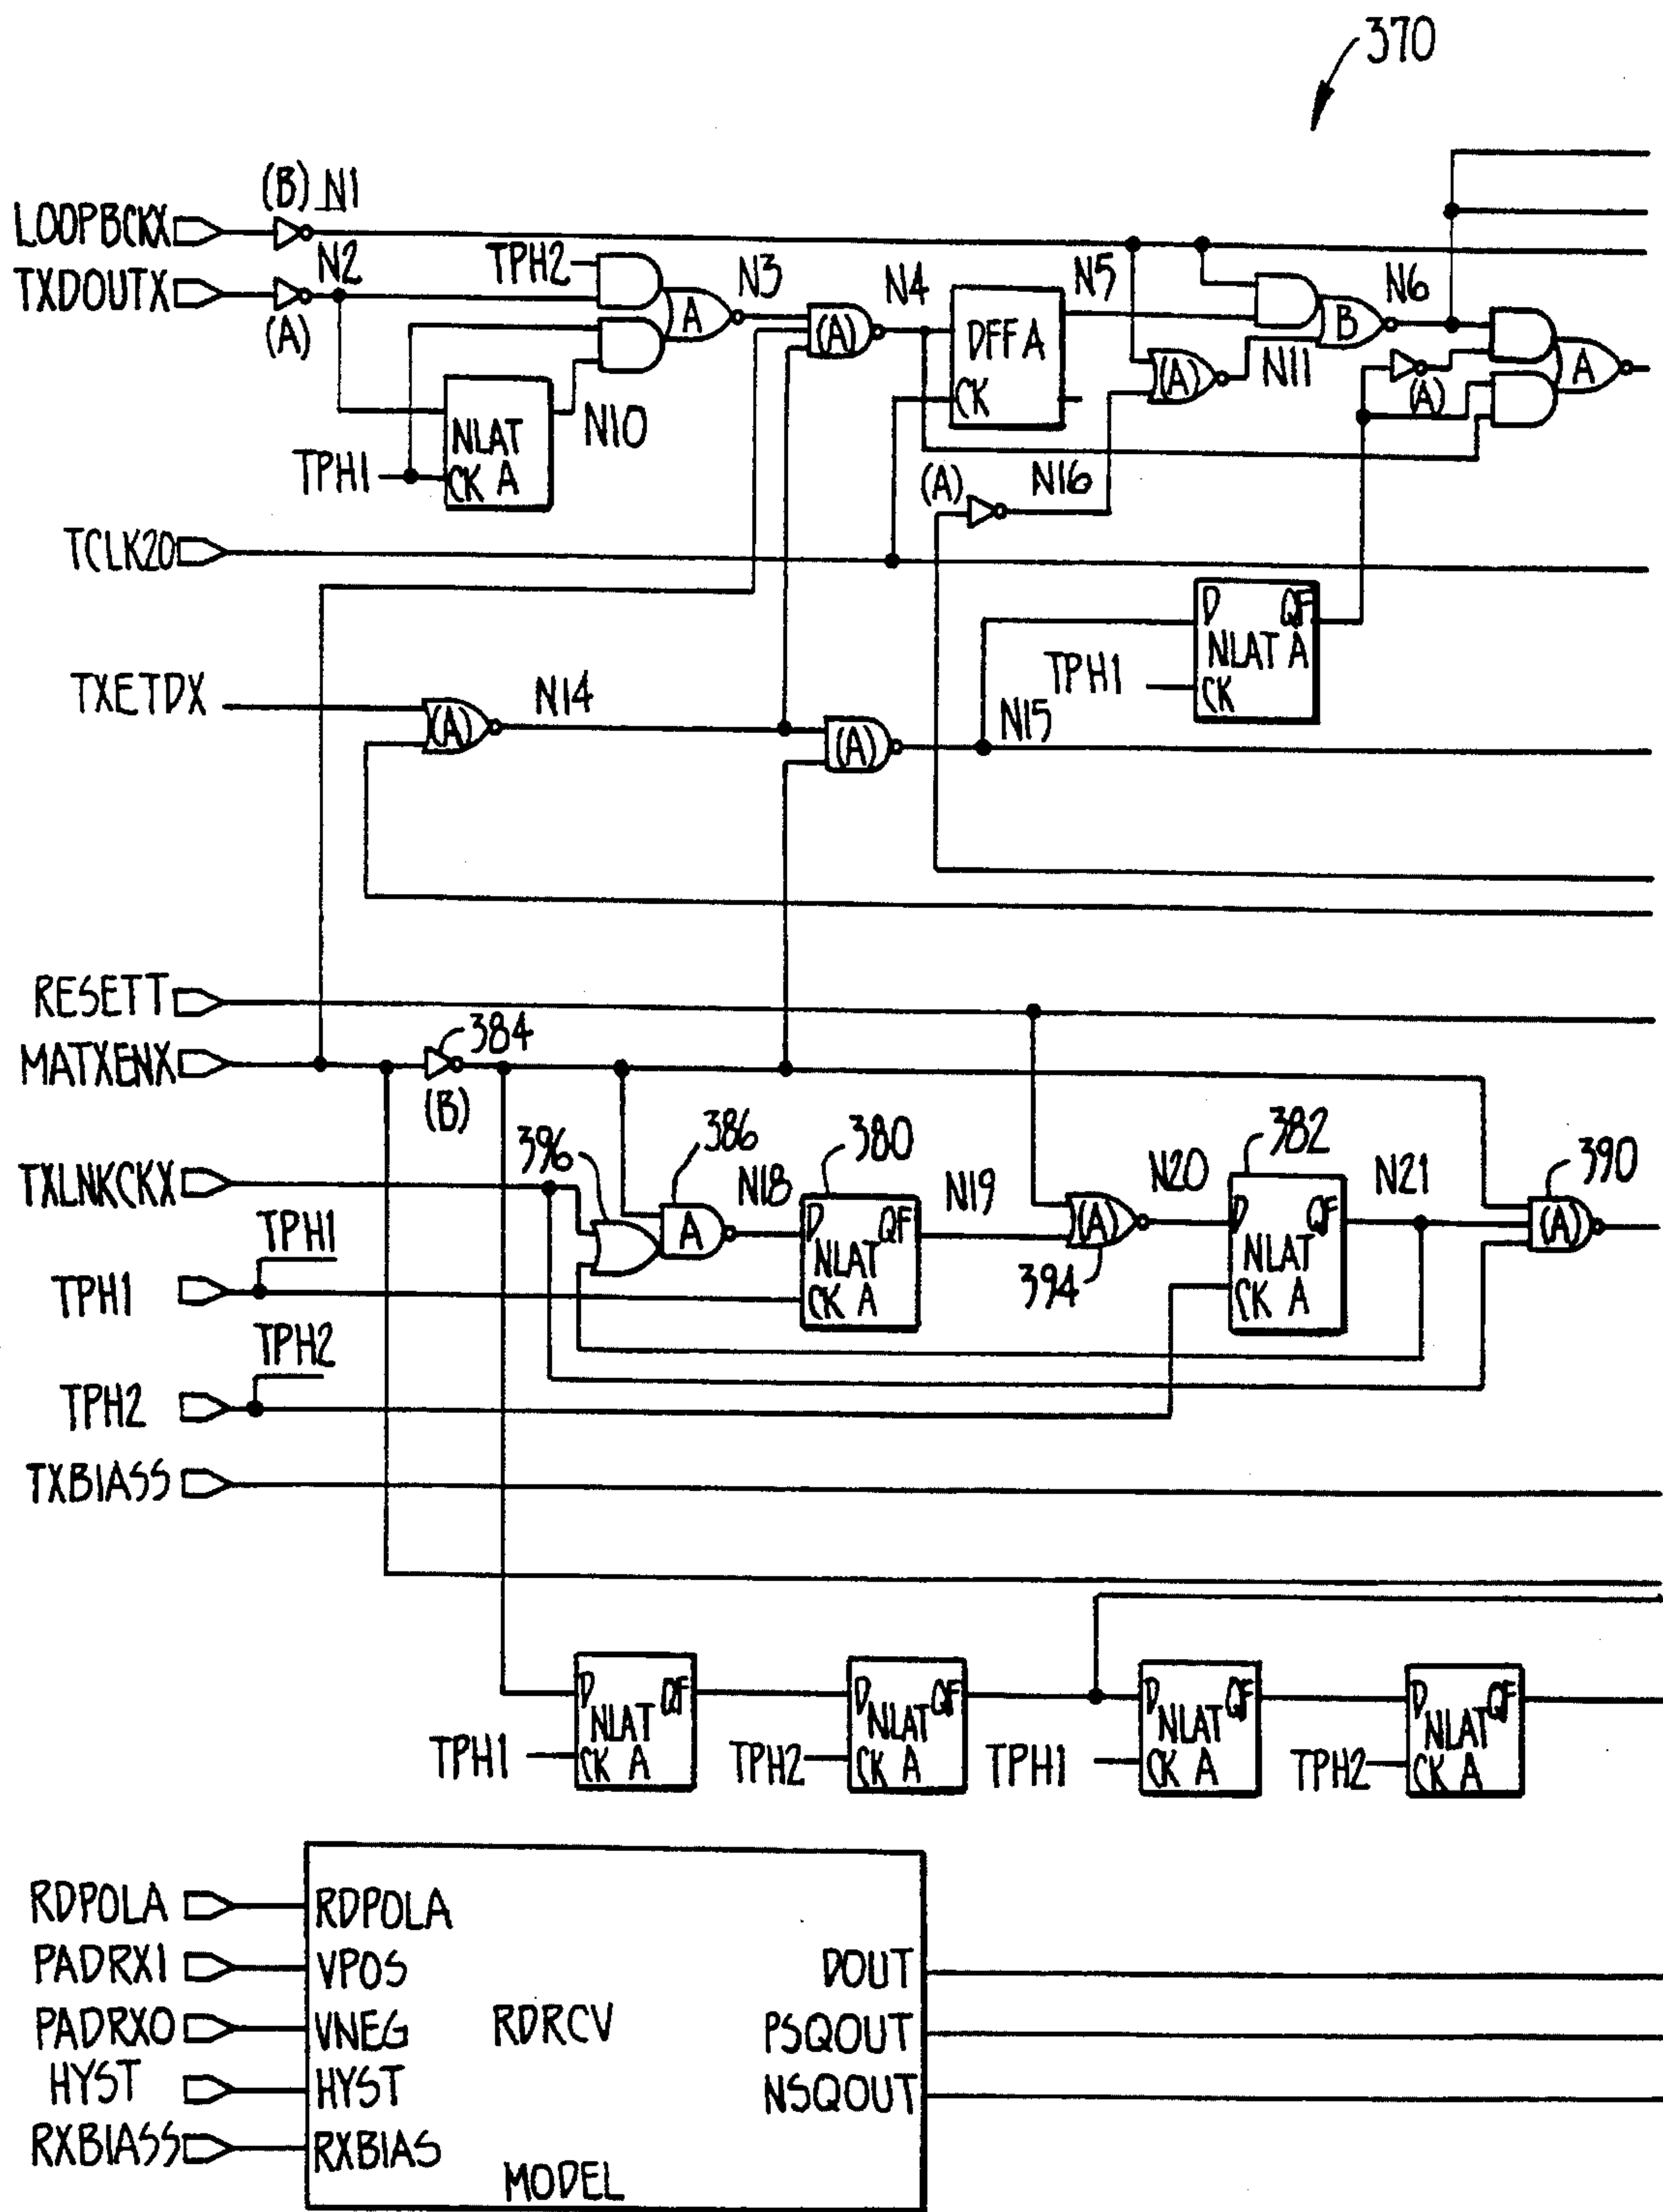 370
(B) N1
LOOPBCKX
N2
TPH2
N3
N4
N5
N6
TXDOUTX
(A)
A
(A)
DFF A
CK
(A)
N11
B
(A)
A
NLAT
CK A
N10
TPH1
(A)
N16
TCLK20
D QF
NLAT A
CK
TPH1
TXETDX
(A)
N14
(A)
N15
RESETT
MATXENX
384
(B)
396
386
380
382
390
TXLNKCKX
A
N18
D QF
NLAT
CK A
N19
(A)
394
N20
D QF
NLAT
CK A
N21
(A)
TPH1
TPH1
TPH2
TPH2
TXBIASS
TPH1
D QF
NLAT
CK A
TPH2
D QF
NLAT
CK A
TPH1
D QF
NLAT
CK A
TPH2
D QF
NLAT
CK A
RDPOLA
RDPOLA
PADRX1
VPOS
DOUT
PADRX0
VNEG
RDRCV
PSQOUT
HYST
HYST
NSQOUT
RXBIASS
RXBIAS
MODEL